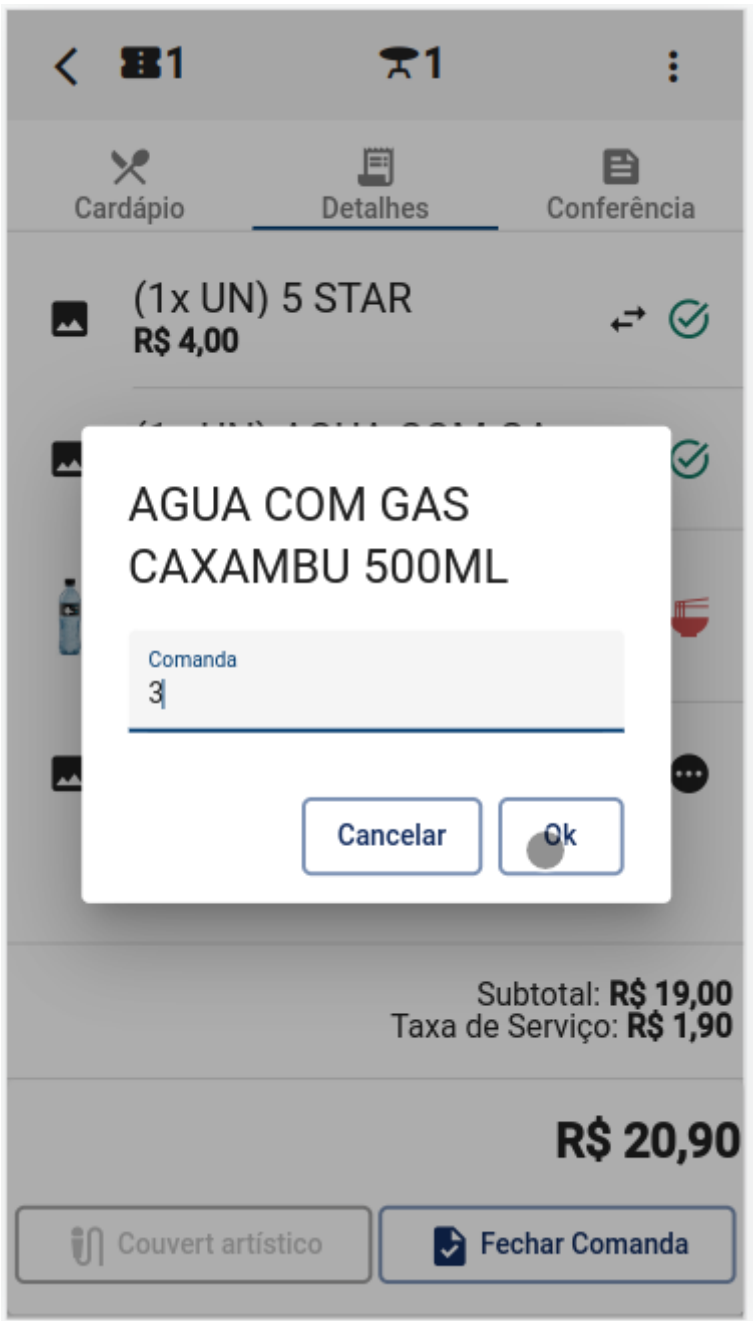 1
1
Cardápio
Detalhes
Conferência
(1x UN) 5 STAR
R$ 4,00
AGUA COM GAS
CAXAMBU 500ML
Comanda
3
Cancelar
Ok
Subtotal: R$ 19,00
Taxa de Serviço: R$ 1,90
R$ 20,90
Couvert artístico
Fechar Comanda